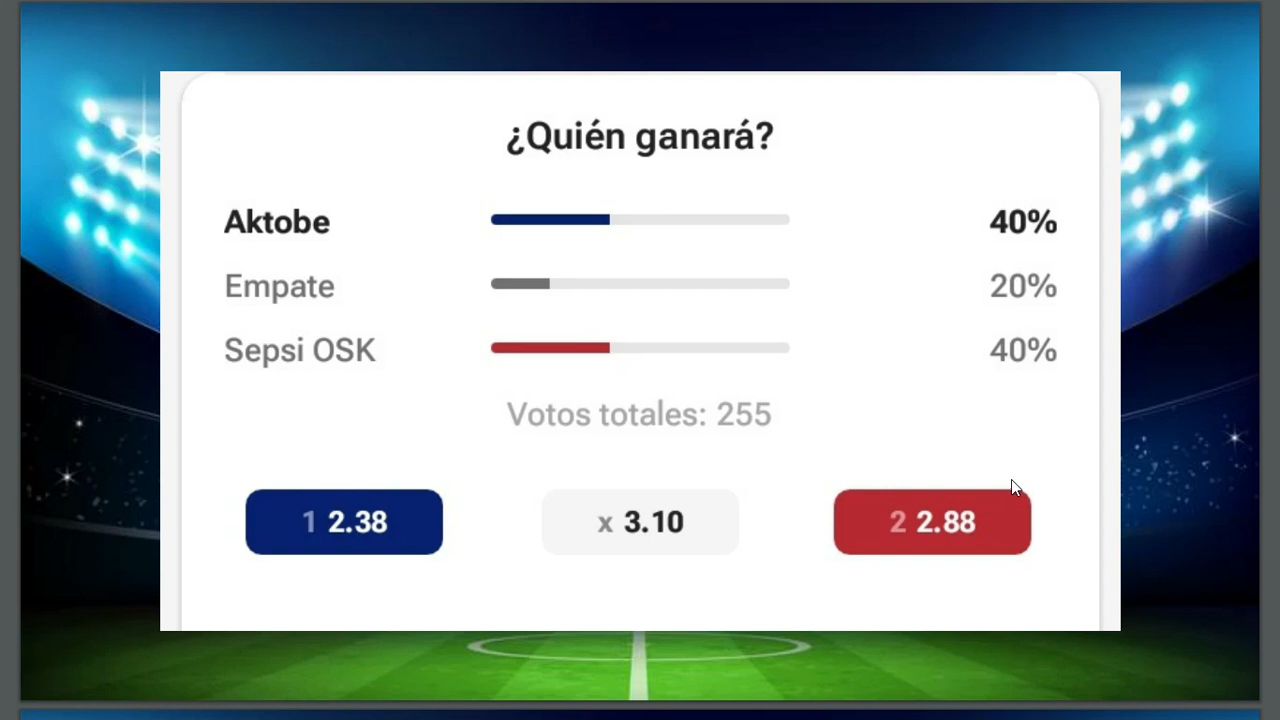 ¿Quién ganará?
Aktobe 40%
Empate 20%
Sepsi OSK 40%
Votos totales: 255
1 2.38 x 3.10 2 2.88